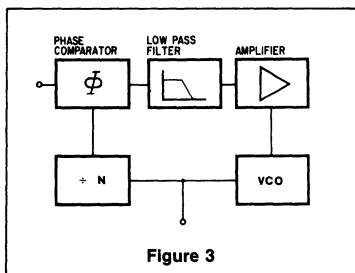 PHASE COMPARATOR
LOW PASS FILTER
AMPLIFIER
Φ
÷ N
VCO
Figure 3